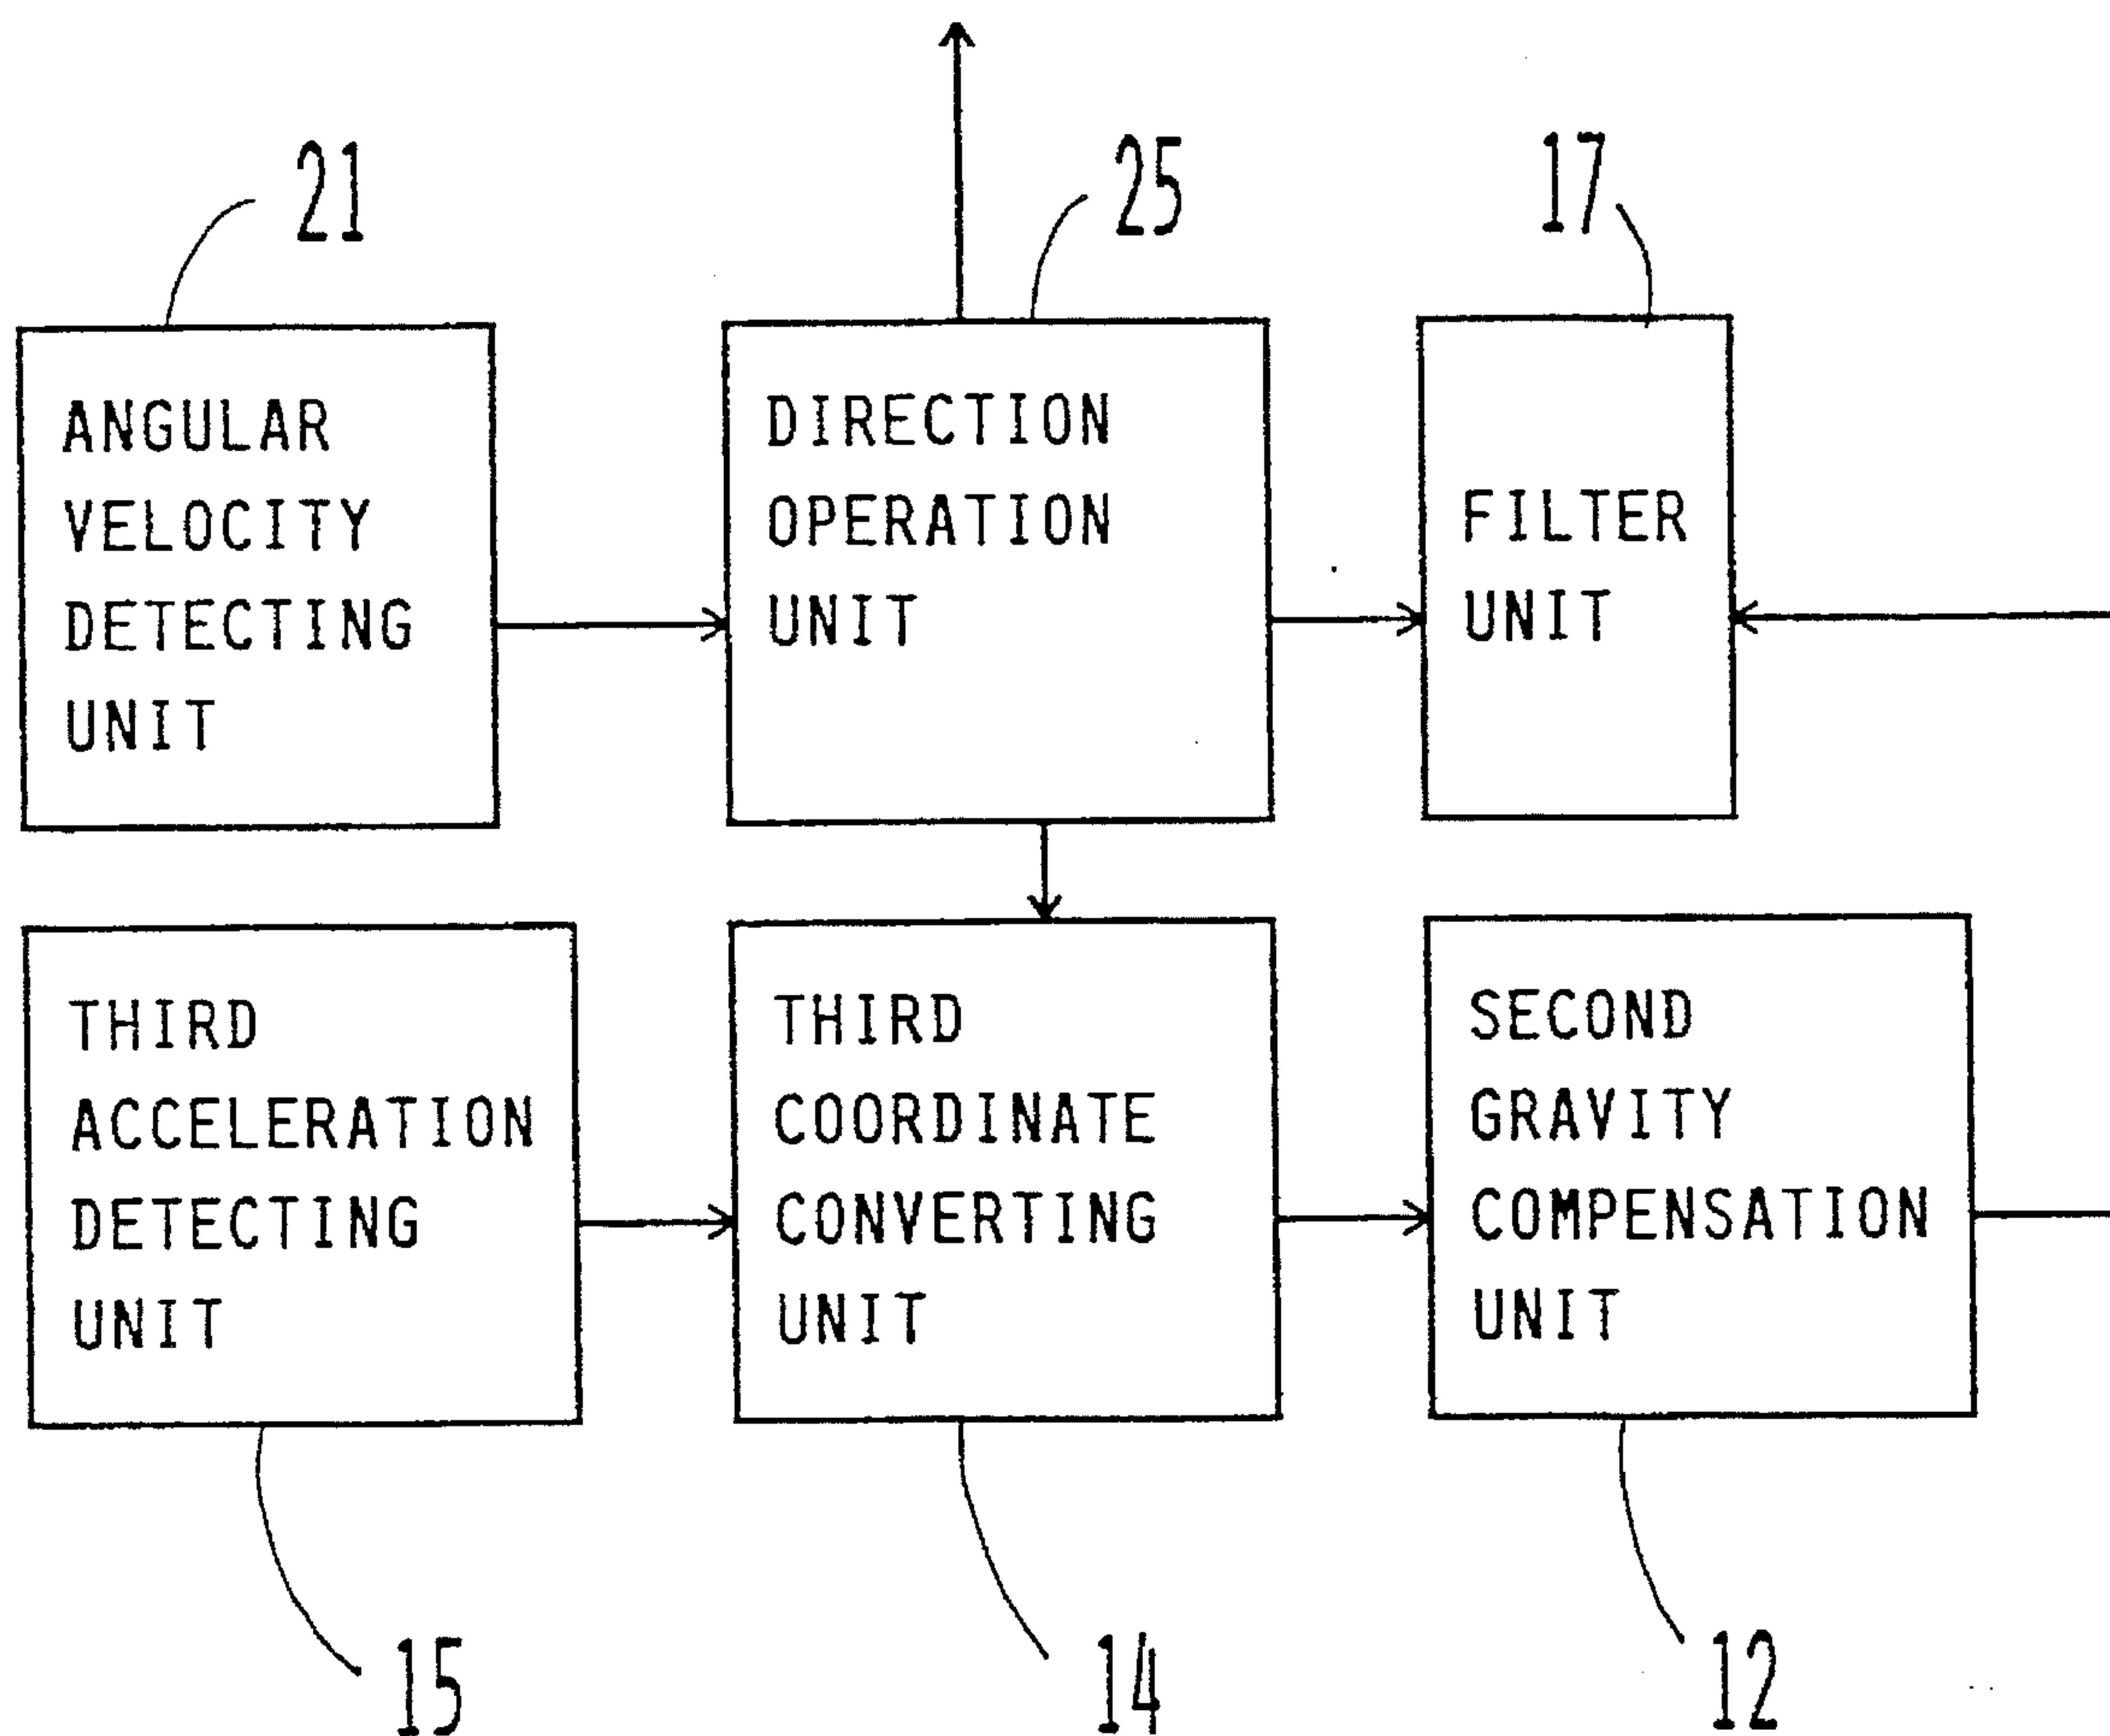 21
25
17
ANGULAR
VELOCITY
DETECTING
UNIT
DIRECTION
OPERATION
UNIT
FILTER
UNIT
THIRD
ACCELERATION
DETECTING
UNIT
THIRD
COORDINATE
CONVERTING
UNIT
SECOND
GRAVITY
COMPENSATION
UNIT
15
14
12